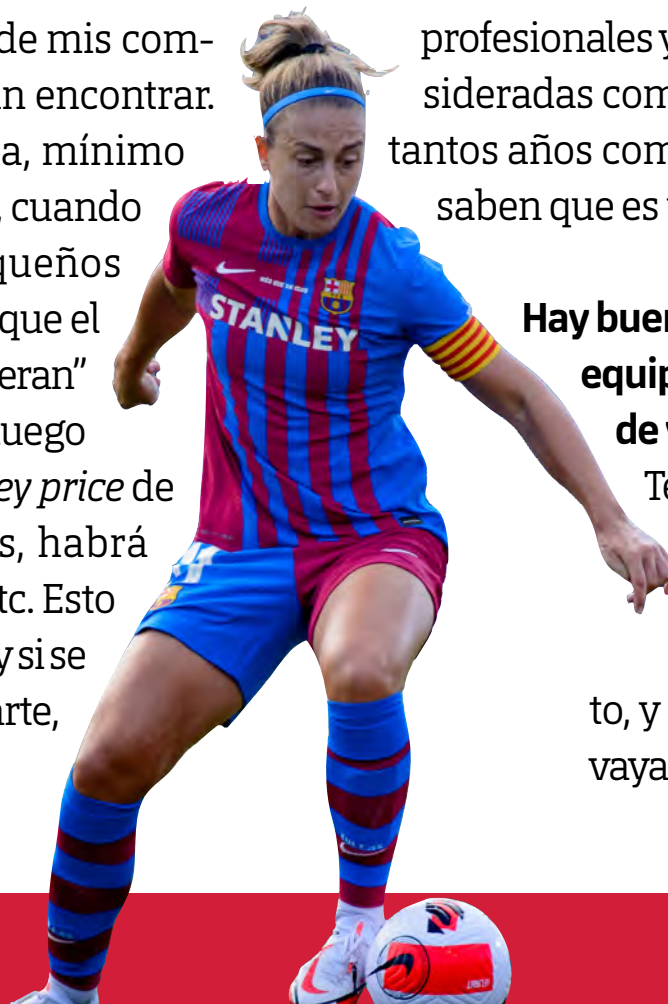 de mis com-
n encontrar.
a, mínimo
, cuando
queños
que el
eran”
uego
ey price de
s, habrá
tc. Esto
y si se
arte,
STANLEY
profesionales y
sideradas com
tantos años com
saben que es
Hay buen
equip
de
Te
to, y
vaya